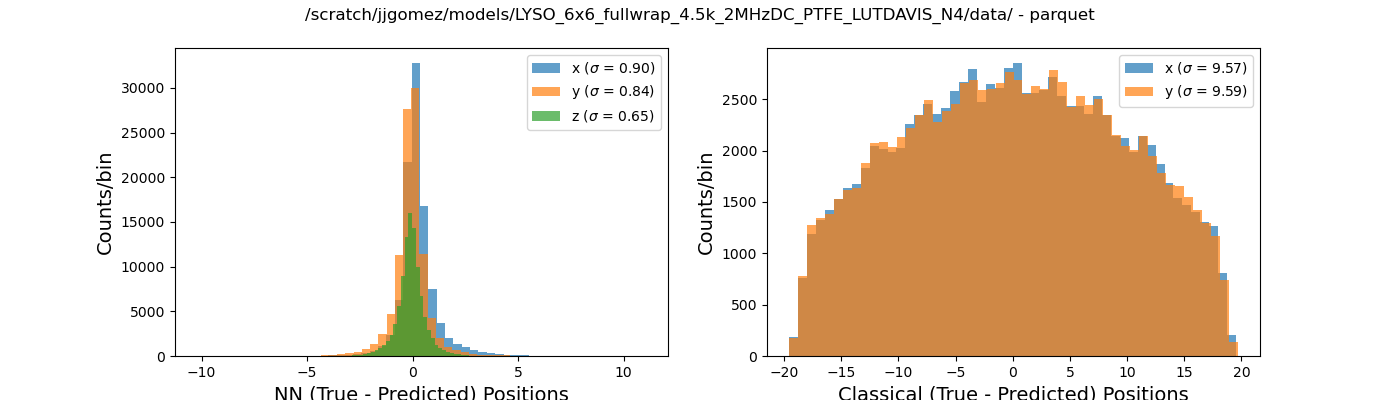 /scratch/jjgomez/models/LYSO_6x6_fullwrap_4.5k_2MHzDC_PTFE_LUTDAVIS_N4/data/ - parquet
Counts/bin
30000
25000
20000
15000
10000
5000
0
x (σ = 0.90)
y (σ = 0.84)
z (σ = 0.65)
−10 −5 0 5 10
NN (True - Predicted) Positions
Counts/bin
2500
2000
1500
1000
500
0
x (σ = 9.57)
y (σ = 9.59)
−20 −15 −10 −5 0 5 10 15 20
Classical (True - Predicted) Positions